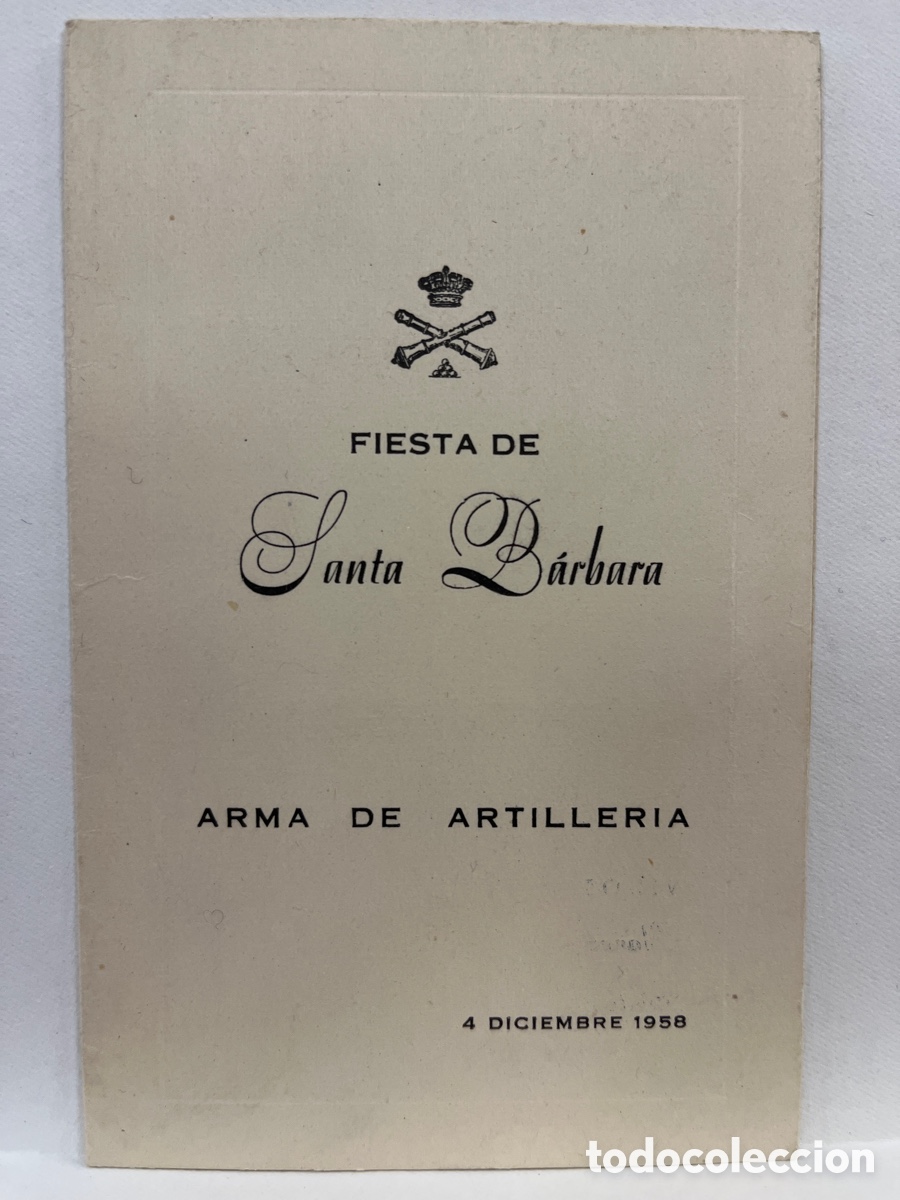 FIESTA DE
Santa Bárbara
ARMA DE ARTILLERIA
4 DICIEMBRE 1958
todocoleccion